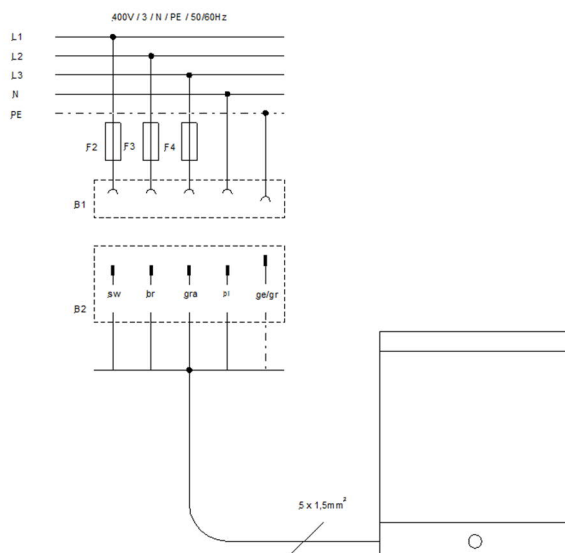 400V / 3 / N / PE / 50/60Hz
L1
L2
L3
N
PE
F2 F3 F4
B1
sw br gra bl ge/gr
B2
5 x 1,5mm²